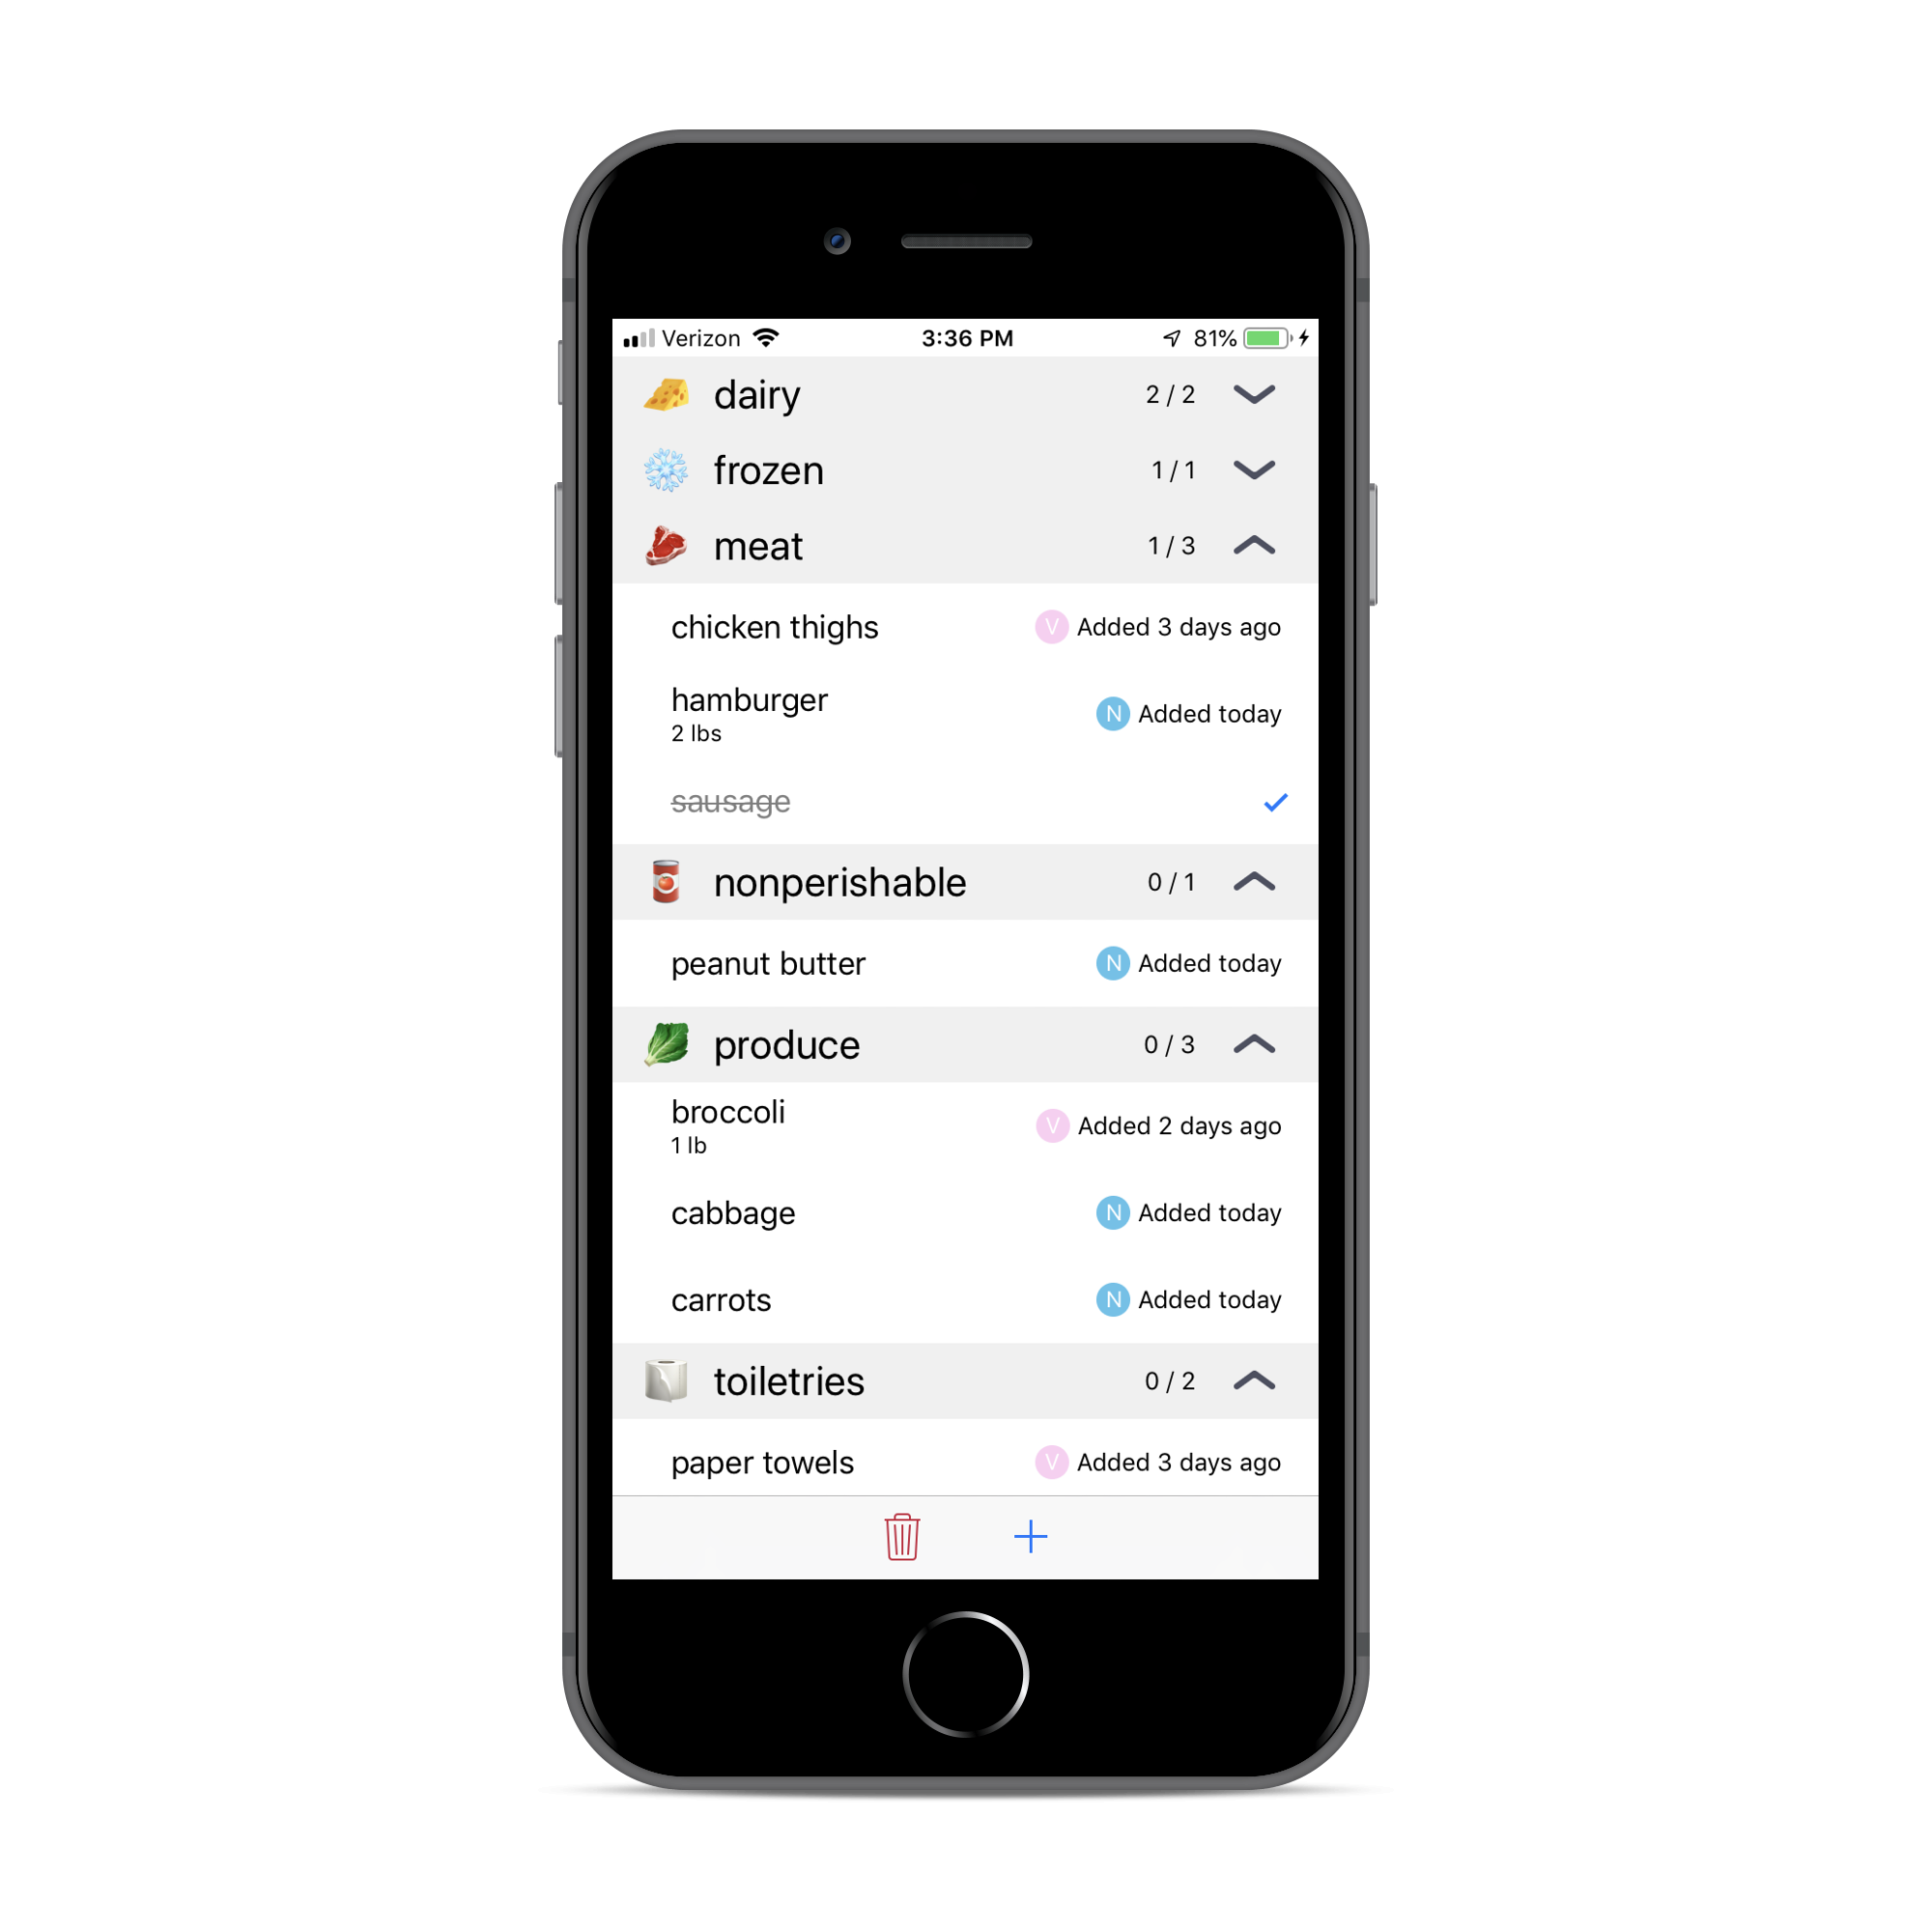 Verizon 3:36 PM 81%
dairy 2 / 2
frozen 1 / 1
meat 1 / 3
chicken thighs V Added 3 days ago
hamburger
2 lbs
N Added today
sausage
nonperishable 0 / 1
peanut butter N Added today
produce 0 / 3
broccoli
1 lb
V Added 2 days ago
cabbage N Added today
carrots N Added today
toiletries 0 / 2
paper towels V Added 3 days ago